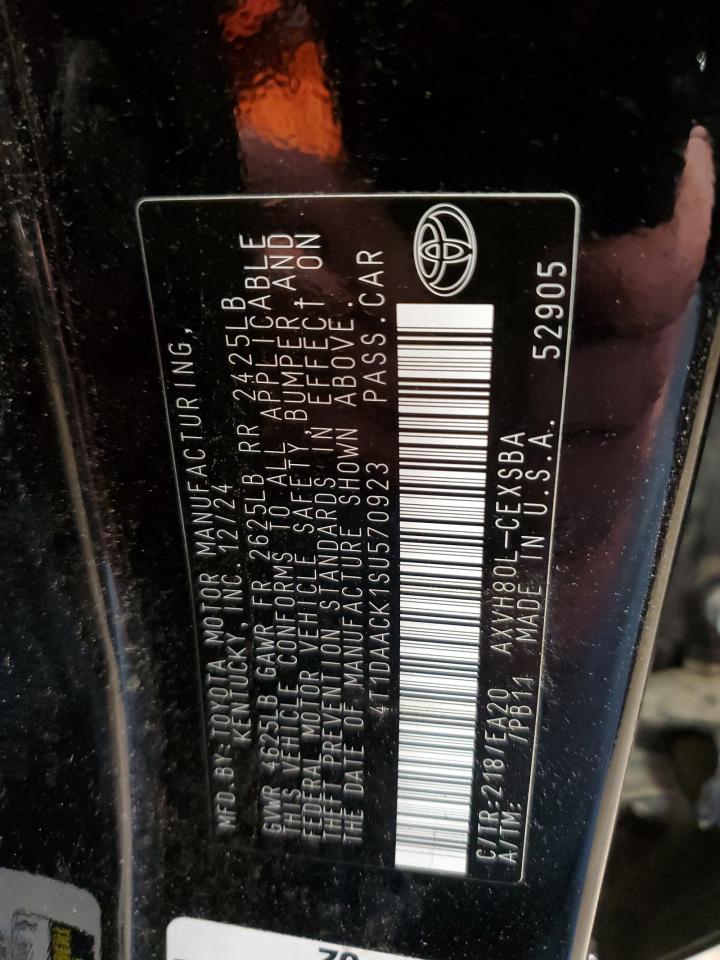 MFD.BY:TOYOTA MOTOR MANUFACTURING,
KENTUCKY, INC. 12/24
GVWR 4625LB GAWR FR 2625LB RR 2425LB
THIS VEHICLE CONFORMS TO ALL APPLICABLE
FEDERAL MOTOR VEHICLE SAFETY,BUMPER AND
THEFT PREVENTION STANDARDS IN EFFECT ON
THE DATE OF MANUFACTURE SHOWN ABOVE.
4T1DAACK1SU570923 PASS.CAR
C/TR:218/EA20 AXVH80L-CEXSBA
A/TM: 7PB11 MADE IN U.S.A. 52905